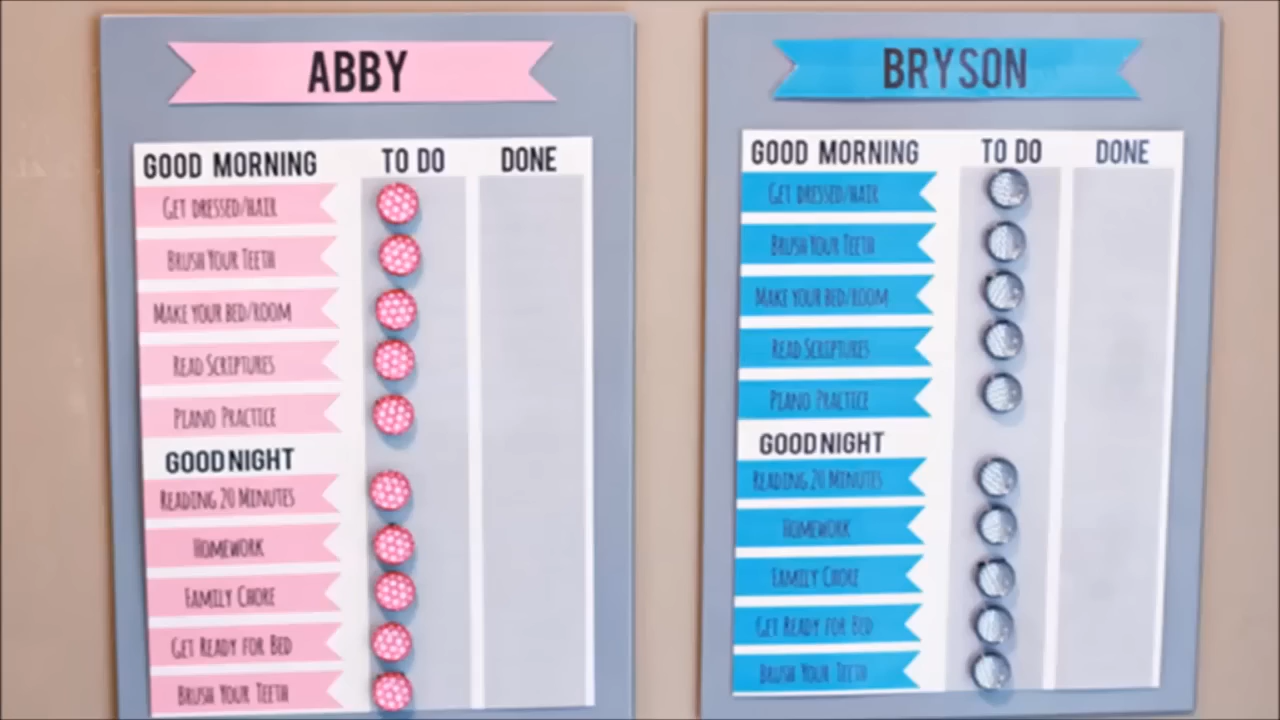 ABBY
GOOD MORNING TO DO DONE
GET DRESSED/HAIR
BRUSH YOUR TEETH
MAKE YOUR BED/ROOM
READ SCRIPTURES
PIANO PRACTICE
GOOD NIGHT
READING 20 MINUTES
HOMEWORK
FAMILY CHORE
GET READY FOR BED
BRUSH YOUR TEETH
BRYSON
GOOD MORNING TO DO DONE
GET DRESSED/HAIR
BRUSH YOUR TEETH
MAKE YOUR BED/ROOM
READ SCRIPTURES
PIANO PRACTICE
GOOD NIGHT
READING 20 MINUTES
HOMEWORK
FAMILY CHORE
GET READY FOR BED
BRUSH YOUR TEETH